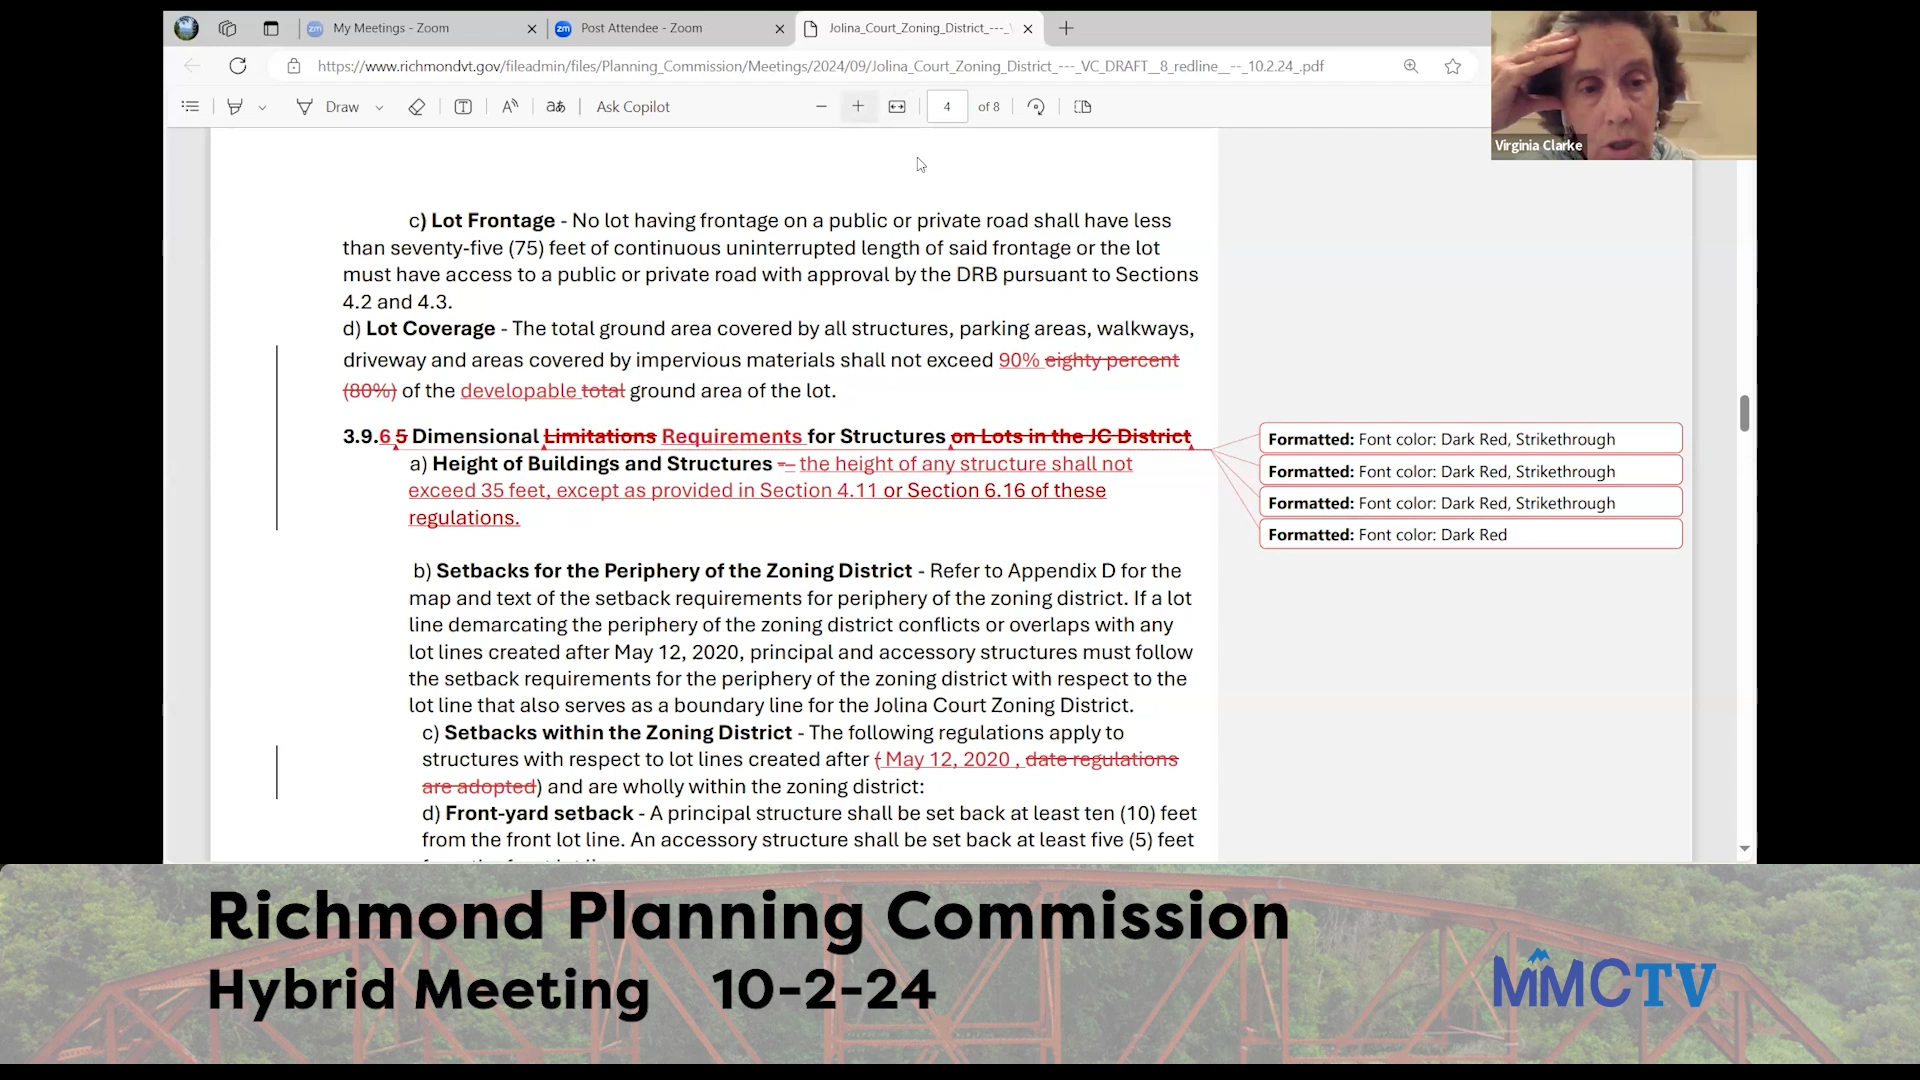 My Meetings - Zoom
Post Attendee - Zoom
Jolina_Court_Zoning_District_---_V
https://www.richmondvt.gov/fileadmin/files/Planning_Commission/Meetings/2024/09/Jolina_Court_Zoning_District_---_VC_DRAFT__8_redline__--_10.2.24_.pdf
Draw
Ask Copilot
4 of 8
Virginia Clarke
c) Lot Frontage - No lot having frontage on a public or private road shall have less
than seventy-five (75) feet of continuous uninterrupted length of said frontage or the lot
must have access to a public or private road with approval by the DRB pursuant to Sections
4.2 and 4.3.
d) Lot Coverage - The total ground area covered by all structures, parking areas, walkways,
driveway and areas covered by impervious materials shall not exceed 90% eighty percent
(80%) of the developable total ground area of the lot.
3.9.6 5 Dimensional Limitations Requirements for Structures on Lots in the JC District
a) Height of Buildings and Structures -– the height of any structure shall not
exceed 35 feet, except as provided in Section 4.11 or Section 6.16 of these
regulations.
Formatted: Font color: Dark Red, Strikethrough
Formatted: Font color: Dark Red, Strikethrough
Formatted: Font color: Dark Red, Strikethrough
Formatted: Font color: Dark Red
b) Setbacks for the Periphery of the Zoning District - Refer to Appendix D for the
map and text of the setback requirements for periphery of the zoning district. If a lot
line demarcating the periphery of the zoning district conflicts or overlaps with any
lot lines created after May 12, 2020, principal and accessory structures must follow
the setback requirements for the periphery of the zoning district with respect to the
lot line that also serves as a boundary line for the Jolina Court Zoning District.
c) Setbacks within the Zoning District - The following regulations apply to
structures with respect to lot lines created after ( May 12, 2020 , date regulations
are adopted) and are wholly within the zoning district:
d) Front-yard setback - A principal structure shall be set back at least ten (10) feet
from the front lot line. An accessory structure shall be set back at least five (5) feet
Richmond Planning Commission
Hybrid Meeting 10-2-24
MMCTV